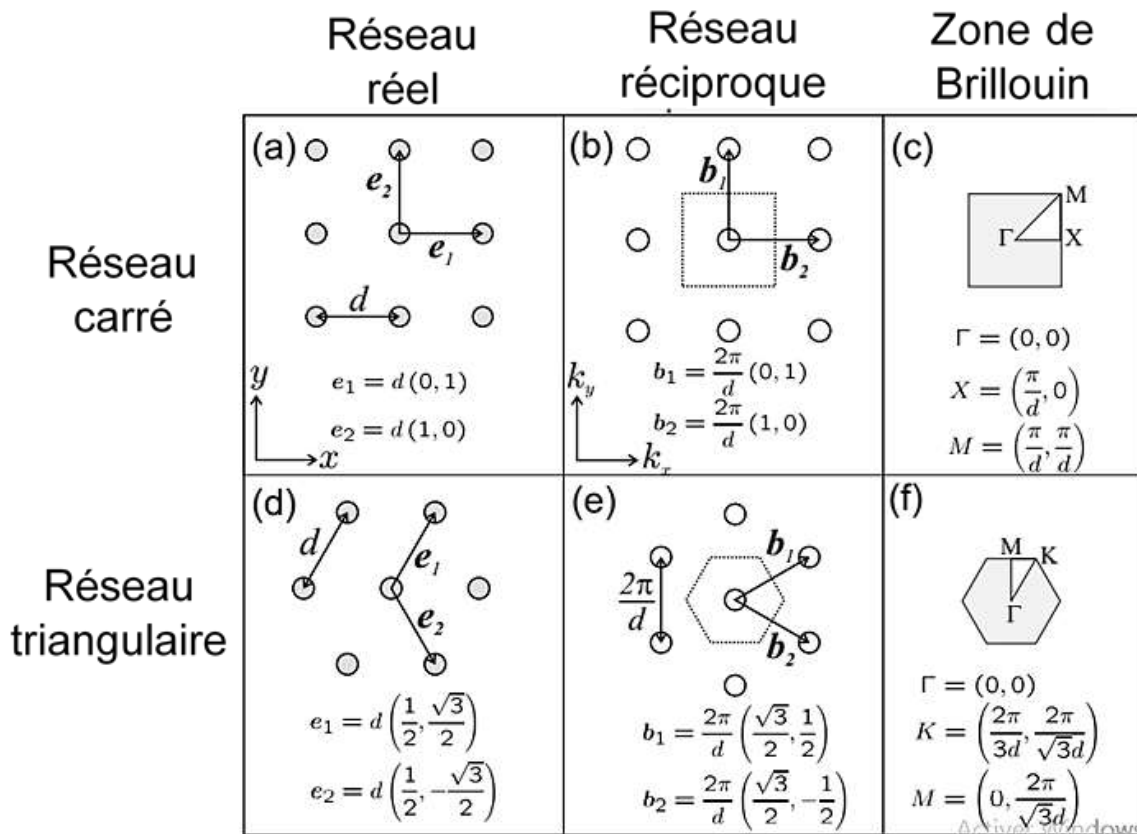 Réseau
réel
Réseau
réciproque
Zone de
Brillouin
Réseau
carré
(a)
e₂
e₁
d
y
x
e₁ = d (0, 1)
e₂ = d (1, 0)
(b)
b₁
b₂
k_y
k_x
b₁ = 2π/d (0, 1)
b₂ = 2π/d (1, 0)
(c)
M
Γ
X
Γ = (0, 0)
X = (π/d, 0)
M = (π/d, π/d)
Réseau
triangulaire
(d)
d
e₁
e₂
e₁ = d (1/2, √3/2)
e₂ = d (1/2, −√3/2)
(e)
b₁
2π/d
b₂
b₁ = 2π/d (√3/2, 1/2)
b₂ = 2π/d (√3/2, −1/2)
(f)
M
K
Γ
Γ = (0, 0)
K = (2π/3d, 2π/√3d)
M = (0, 2π/√3d)